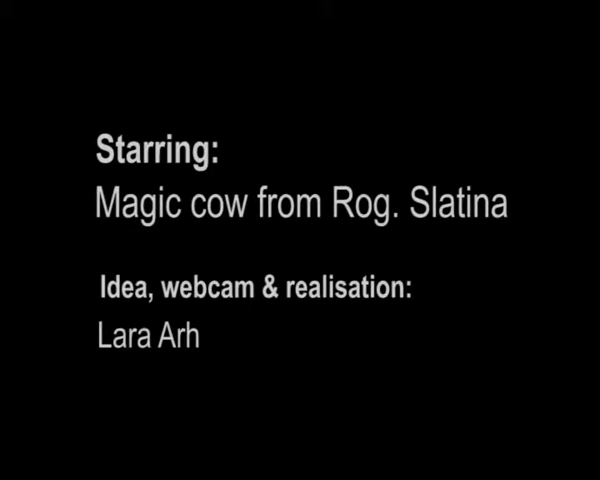 Starring:
Magic cow from Rog. Slatina
Idea, webcam & realisation:
Lara Arh